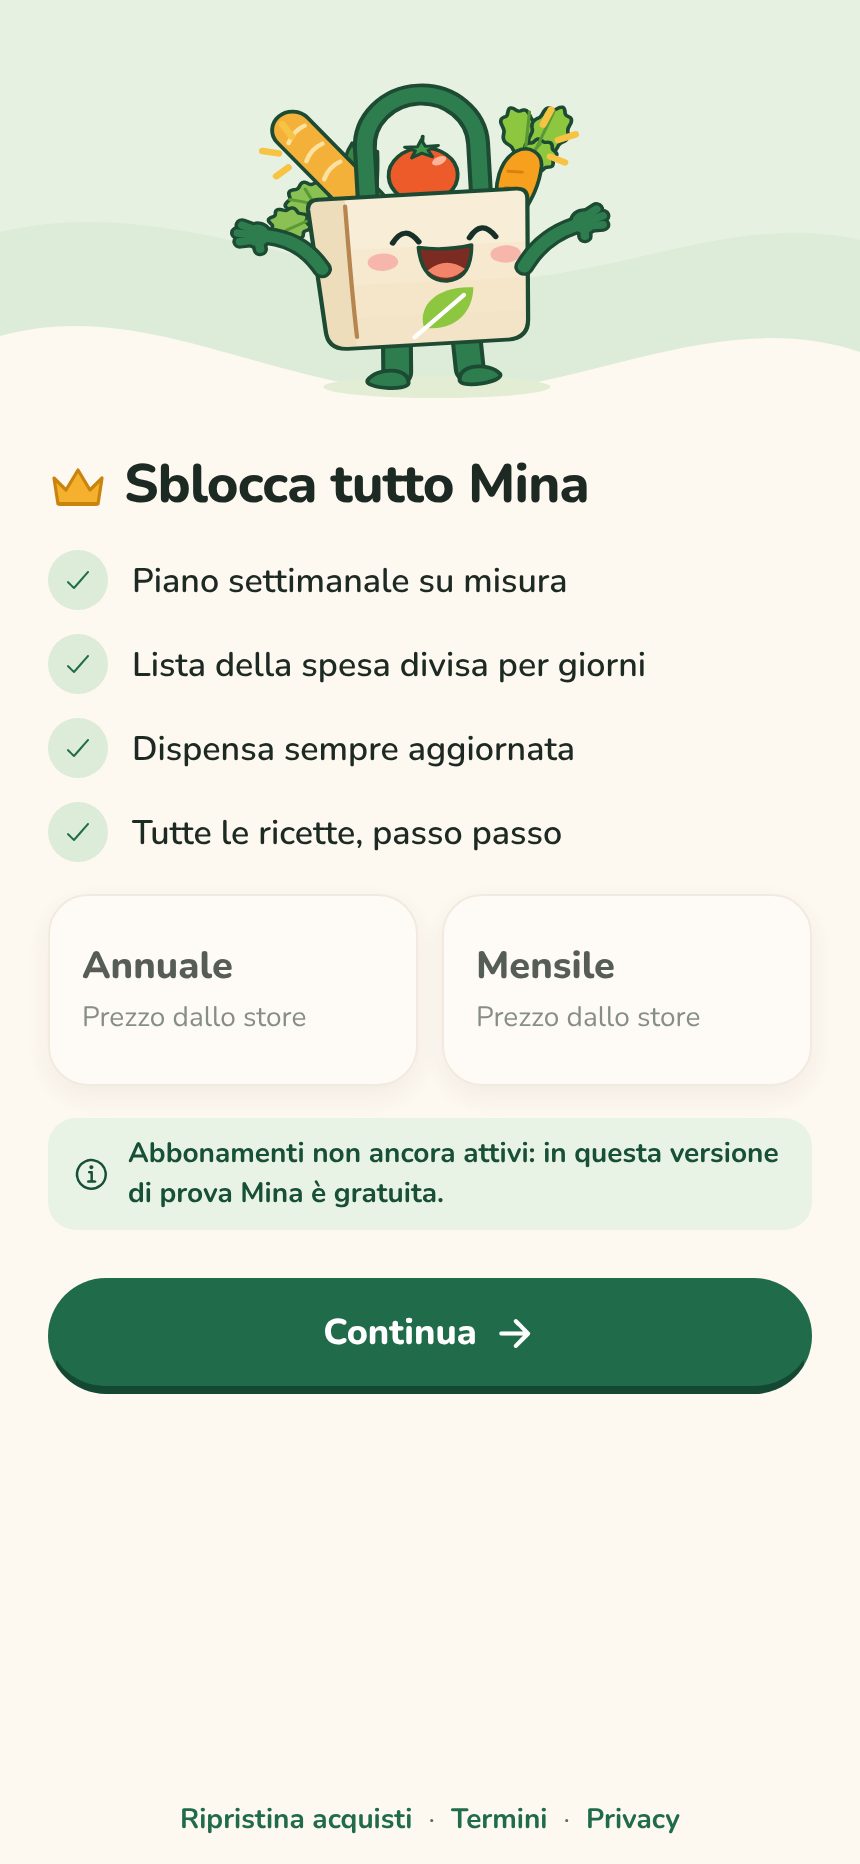 Sblocca tutto Mina
Piano settimanale su misura
Lista della spesa divisa per giorni
Dispensa sempre aggiornata
Tutte le ricette, passo passo
Annuale
Prezzo dallo store
Mensile
Prezzo dallo store
Abbonamenti non ancora attivi: in questa versione
di prova Mina è gratuita.
Continua →
Ripristina acquisti · Termini · Privacy